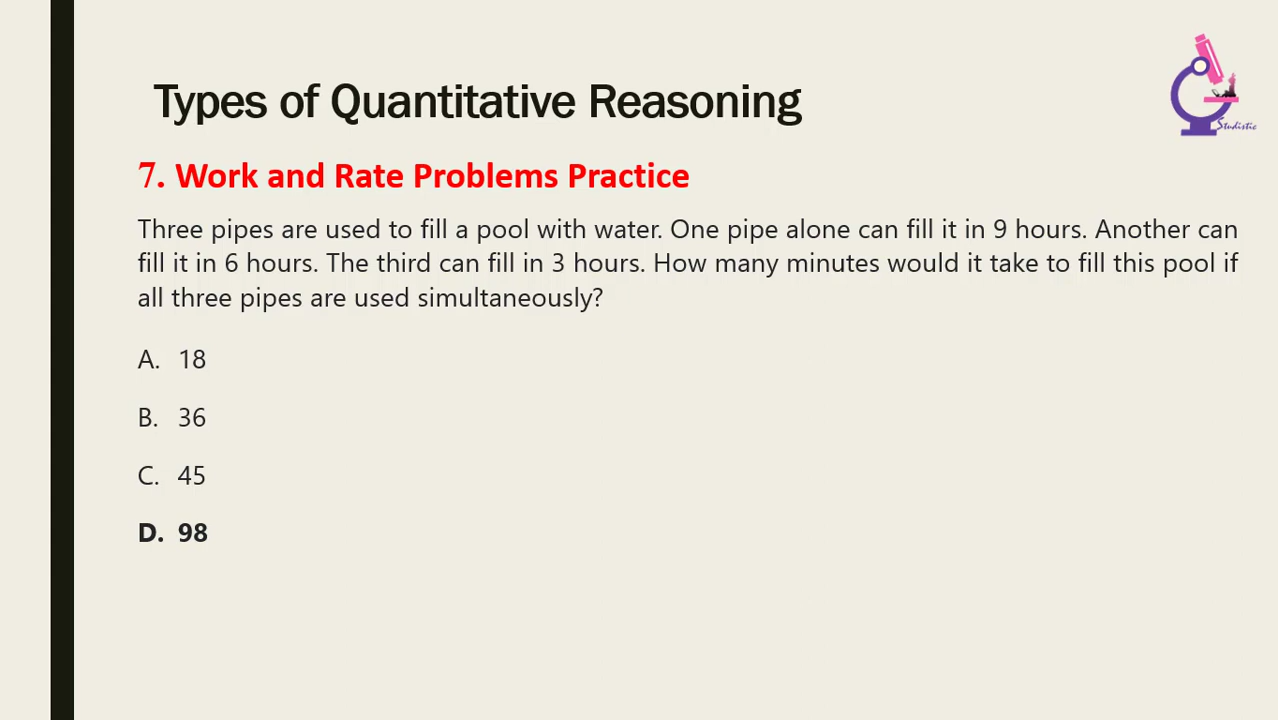 Types of Quantitative Reasoning
Studistic
7. Work and Rate Problems Practice
Three pipes are used to fill a pool with water. One pipe alone can fill it in 9 hours. Another can
fill it in 6 hours. The third can fill in 3 hours. How many minutes would it take to fill this pool if
all three pipes are used simultaneously?
A. 18
B. 36
C. 45
D. 98